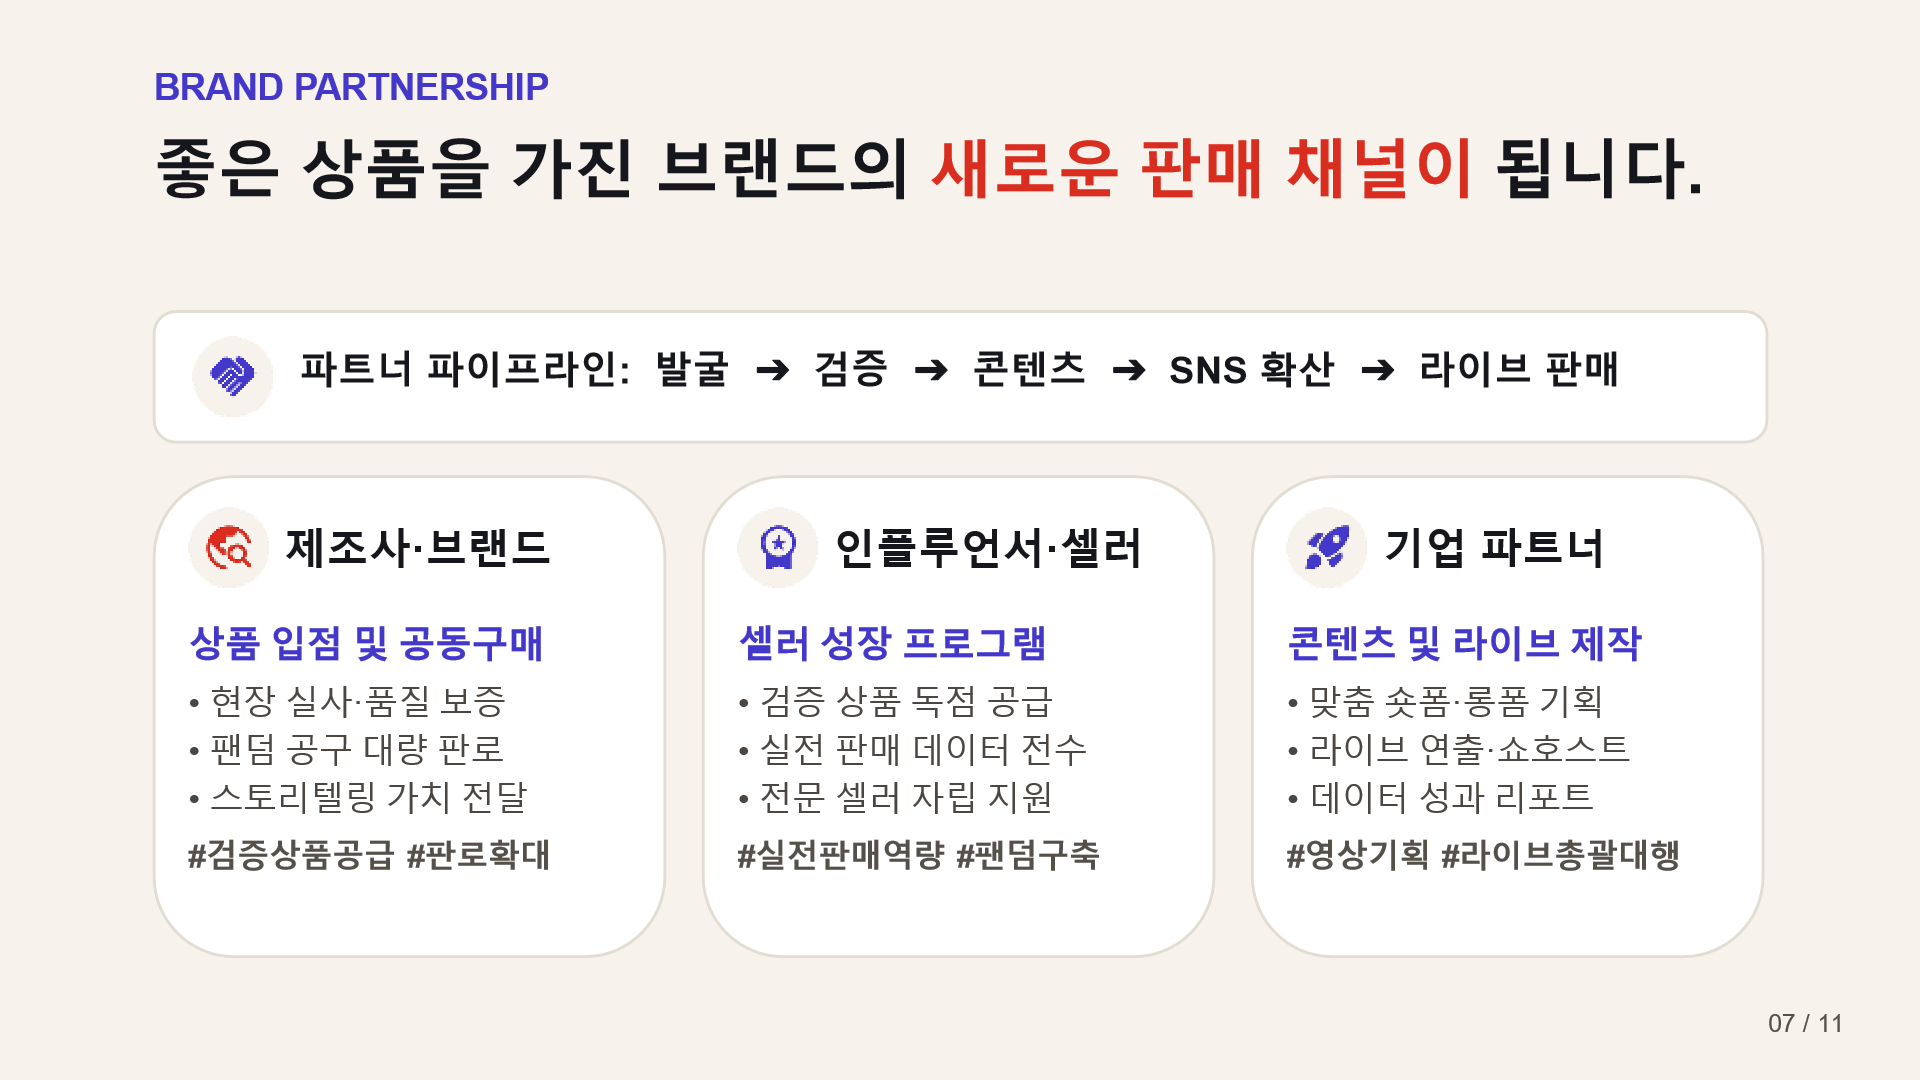 BRAND PARTNERSHIP
좋은 상품을 가진 브랜드의 새로운 판매 채널이 됩니다.
파트너 파이프라인: 발굴 ➔ 검증 ➔ 콘텐츠 ➔ SNS 확산 ➔ 라이브 판매
제조사·브랜드
상품 입점 및 공동구매
• 현장 실사·품질 보증
• 팬덤 공구 대량 판로
• 스토리텔링 가치 전달
#검증상품공급 #판로확대
인플루언서·셀러
셀러 성장 프로그램
• 검증 상품 독점 공급
• 실전 판매 데이터 전수
• 전문 셀러 자립 지원
#실전판매역량 #팬덤구축
기업 파트너
콘텐츠 및 라이브 제작
• 맞춤 숏폼·롱폼 기획
• 라이브 연출·쇼호스트
• 데이터 성과 리포트
#영상기획 #라이브총괄대행
07 / 11